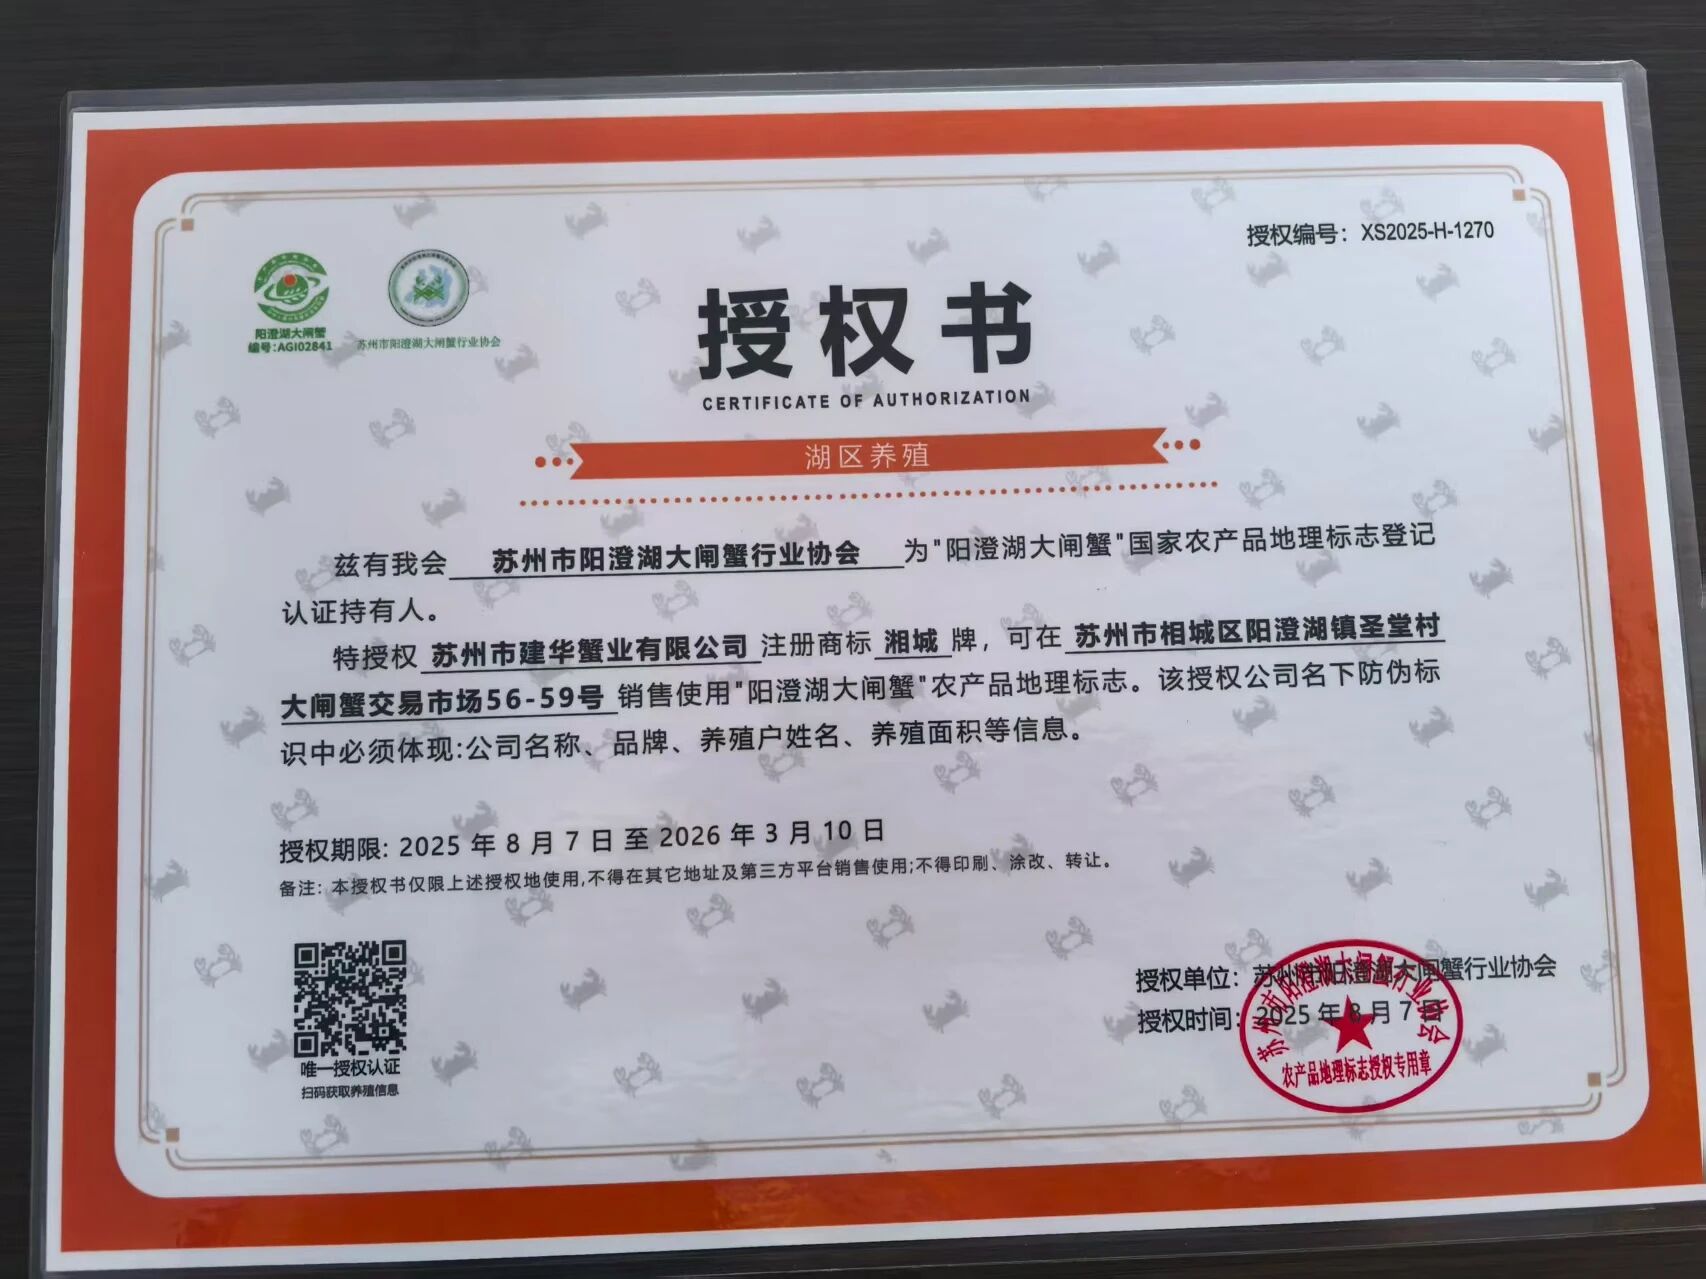 授权编号：XS2025-H-1270
阳澄湖大闸蟹
编号:AGI02841
苏州市阳澄湖大闸蟹行业协会
授权书
CERTIFICATE OF AUTHORIZATION
湖区养殖
兹有我会 苏州市阳澄湖大闸蟹行业协会 为"阳澄湖大闸蟹"国家农产品地理标志登记
认证持有人。
特授权 苏州市建华蟹业有限公司 注册商标 湘城 牌，可在 苏州市相城区阳澄湖镇圣堂村
大闸蟹交易市场56-59号 销售使用"阳澄湖大闸蟹"农产品地理标志。该授权公司名下防伪标
识中必须体现:公司名称、品牌、养殖户姓名、养殖面积等信息。
授权期限: 2025 年 8 月 7 日 至 2026 年 3 月 10 日
备注: 本授权书仅限上述授权地使用,不得在其它地址及第三方平台销售使用;不得印刷、涂改、转让。
唯一授权认证
扫码获取养殖信息
授权单位：苏州市阳澄湖大闸蟹行业协会
授权时间：2025 年 8 月 7 日
苏州市阳澄湖大闸蟹行业协会
农产品地理标志授权专用章